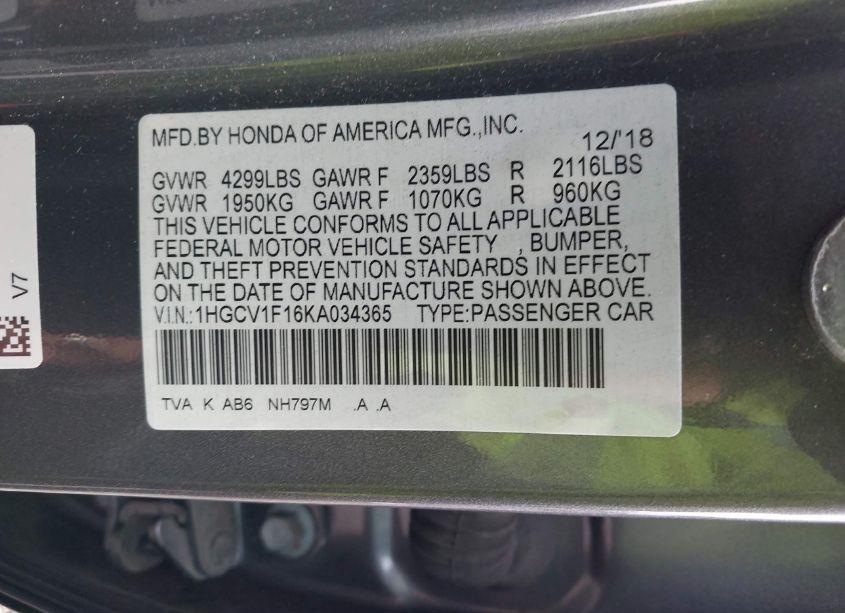 MFD.BY HONDA OF AMERICA MFG.,INC.
12/'18
GVWR 4299LBS GAWR F 2359LBS R 2116LBS
GVWR 1950KG GAWR F 1070KG R 960KG
THIS VEHICLE CONFORMS TO ALL APPLICABLE
FEDERAL MOTOR VEHICLE SAFETY , BUMPER,
AND THEFT PREVENTION STANDARDS IN EFFECT
ON THE DATE OF MANUFACTURE SHOWN ABOVE.
V.I.N.:1HGCV1F16KA034365 TYPE:PASSENGER CAR
TVA K AB6 NH797M .A .A
V7